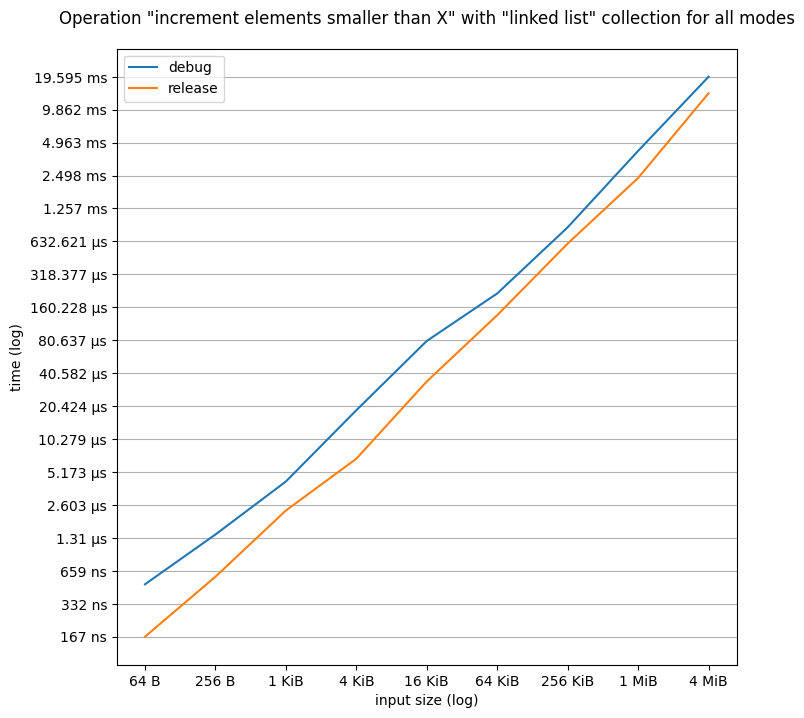 Operation "increment elements smaller than X" with "linked list" collection for all modes
debug
release
19.595 ms
9.862 ms
4.963 ms
2.498 ms
1.257 ms
632.621 µs
318.377 µs
160.228 µs
80.637 µs
40.582 µs
20.424 µs
10.279 µs
5.173 µs
2.603 µs
1.31 µs
659 ns
332 ns
167 ns
time (log)
64 B
256 B
1 KiB
4 KiB
16 KiB
64 KiB
256 KiB
1 MiB
4 MiB
input size (log)